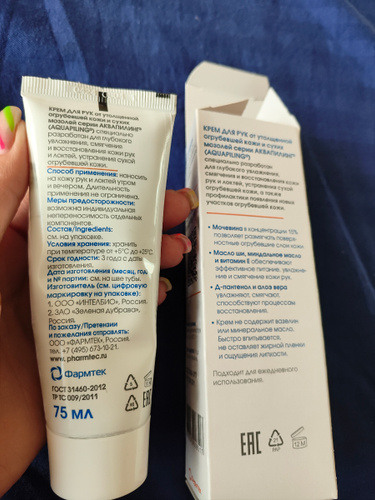 КРЕМ ДЛЯ РУК от утолщенной
огрубевшей кожи и сухих
мозолей серии АКВАПИЛИНГ
(AQUAPILING®) специально
разработан для глубокого
увлажнения, смягчения
и восстановления кожи рук
и локтей, устранения сухой
огрубевшей кожи.
Способ применения: наносить
на кожу рук и локтей утром
и вечером. Длительность
применения не ограничена.
Меры предосторожности:
возможна индивидуальная
непереносимость отдельных
компонентов.
Состав/Ingredients:
см. на упаковке.
Условия хранения: хранить
при температуре от +5°С до +25°С
Срок годности: 3 года с даты
изготовления.
Дата изготовления (месяц, год)
и № партии: см. на тубе.
Изготовитель (см. цифровую
маркировку на упаковке):
1. ООО «ИНТЕЛБИО», Россия.
2. ЗАО «Зеленая дубрава»,
Россия.
По заказу/Претензии
и пожелания отправлять:
ООО «ФАРМТЕК», Россия,
тел. +7 (495) 673-10-21.
www.pharmtec.ru
Фармтек
ГОСТ 31460-2012
ТР ТС 009/2011
75 МЛ
КРЕМ ДЛЯ РУК от утолщенной
огрубевшей кожи и сухих
мозолей серии АКВАПИЛИНГ®
(AQUAPILING®)
специально разработан
для глубокого увлажнения,
смягчения и восстановления кожи
рук и локтей, устранения сухой
огрубевшей кожи, а также
профилактики появления новых
участков огрубевшей кожи.
• Мочевина в концентрации 15%
позволяет размягчать поверх-
ностные огрубевшие слои кожи
• Масло ши, миндальное масло
и витамин Е обеспечивают
эффективное питание, увлажне-
ние и смягчение кожи рук.
• Д-пантенол и алоэ вера
увлажняют, смягчают,
способствуют процессам
восстановления.
• Крем не содержит вазелин
или минеральное масло.
Быстро впитывается,
не оставляет жирной пленки
и ощущение липкости.
Подходит для ежедневного
использования.
EAC
12 M